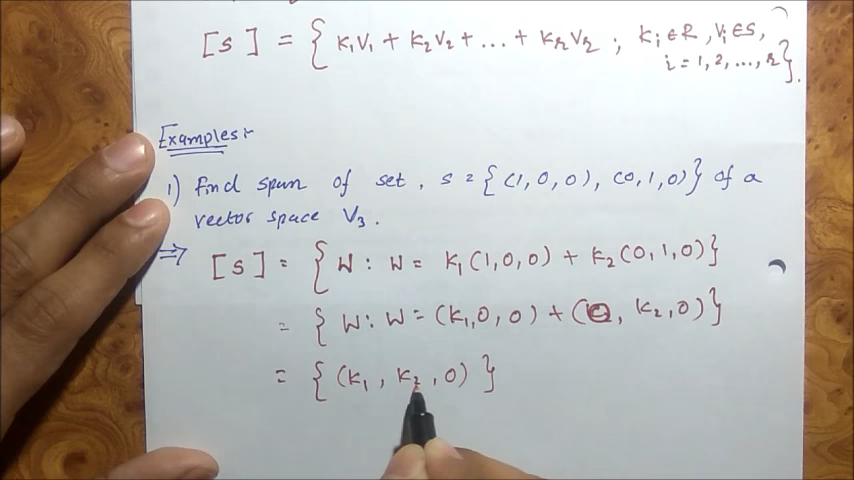 [S] = { K₁V₁ + K₂V₂ + ... + KᵣVᵣ ; Kᵢ ∈ R, Vᵢ ∈ S,
i = 1, 2, ..., r }.
Examples:-
1) Find span of set, S = { (1, 0, 0), (0, 1, 0) } of a
vector space V₃.
⇒ [S] = { W : W = K₁(1, 0, 0) + K₂(0, 1, 0) }
= { W : W = (K₁, 0, 0) + (0, K₂, 0) }
= { (K₁, K₂, 0) }